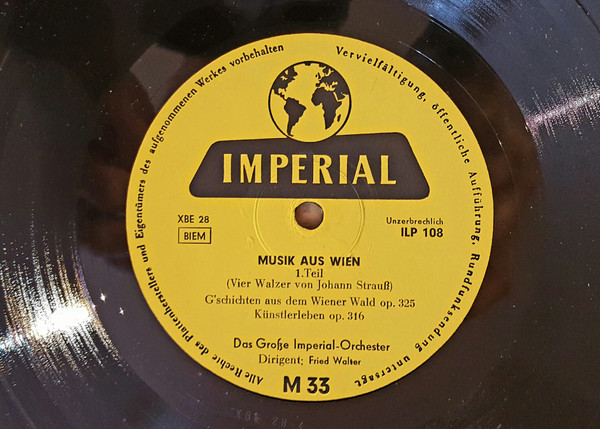 Alle Rechte des Plattenherstellers und Eigentümers des aufgenommenen Werkes vorbehalten
Vervielfältigung, öffentliche Aufführung, Rundfunksendung untersagt.
IMPERIAL
XBE 28
BIEM
Unzerbrechlich
ILP 108
MUSIK AUS WIEN
1. Teil
(Vier Walzer von Johann Strauß)
G'schichten aus dem Wiener Wald op. 325
Künstlerleben op. 316
Das Große Imperial-Orchester
Dirigent; Fried Walter
M 33